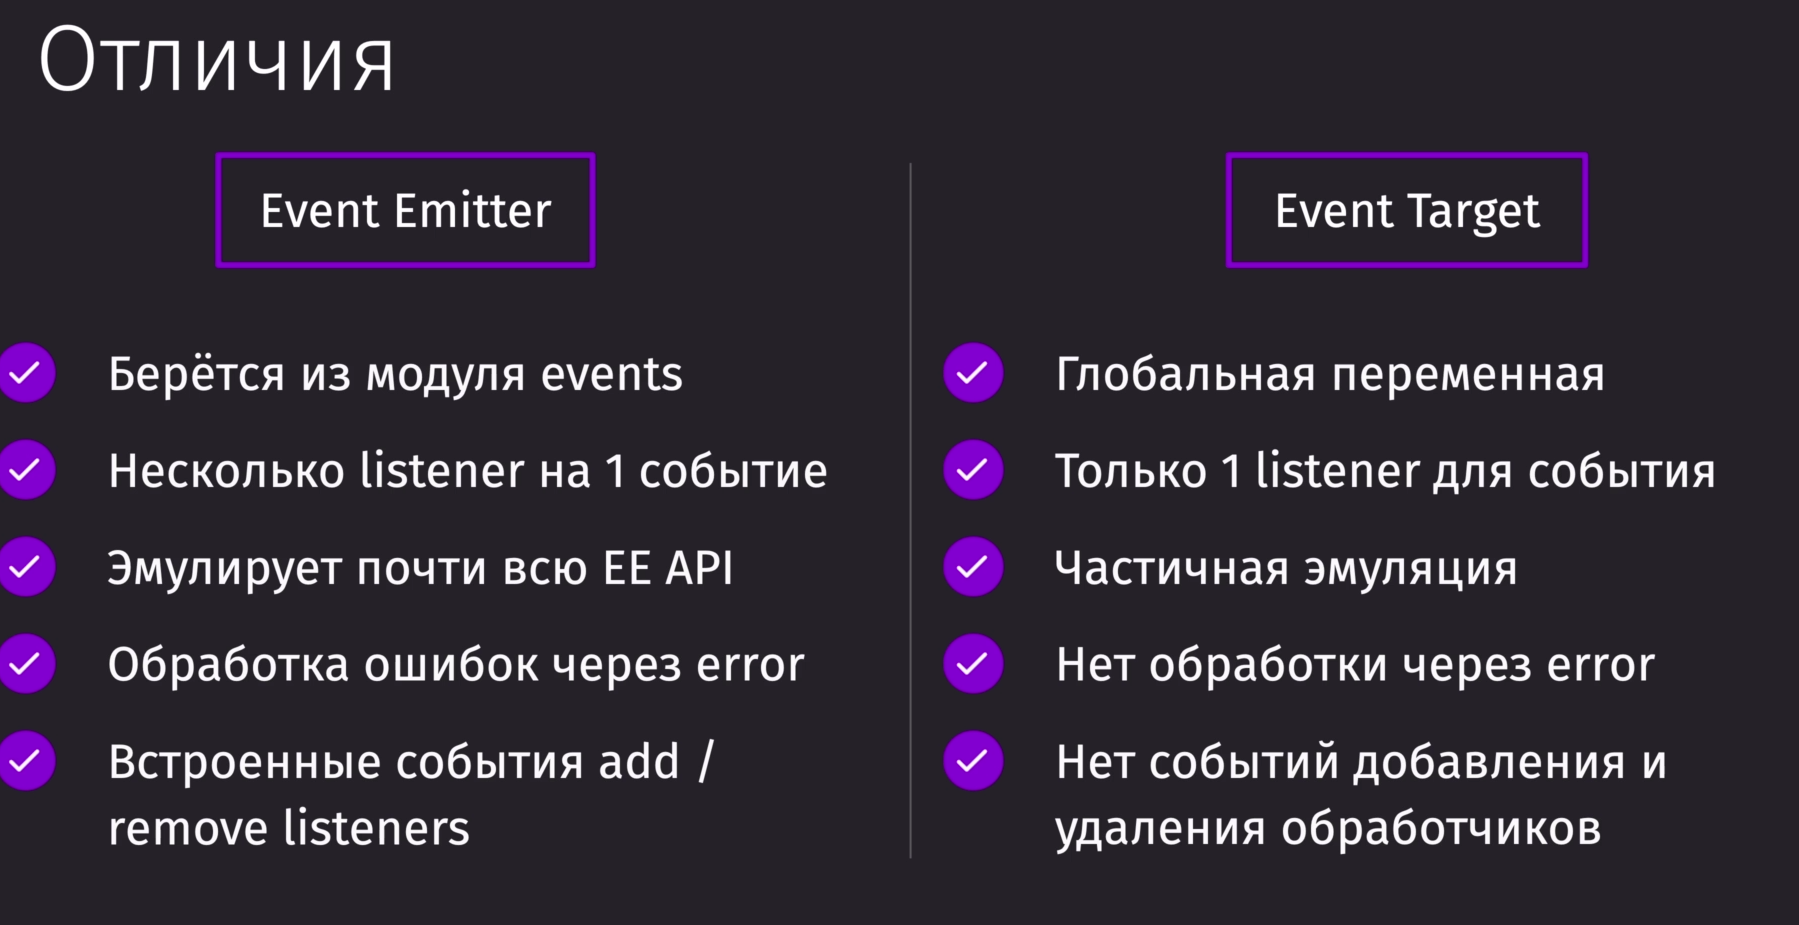 Отличия
Event Emitter
Берётся из модуля events
Несколько listener на 1 событие
Эмулирует почти всю EE API
Обработка ошибок через error
Встроенные события add /
remove listeners
Event Target
Глобальная переменная
Только 1 listener для события
Частичная эмуляция
Нет обработки через error
Нет событий добавления и
удаления обработчиков